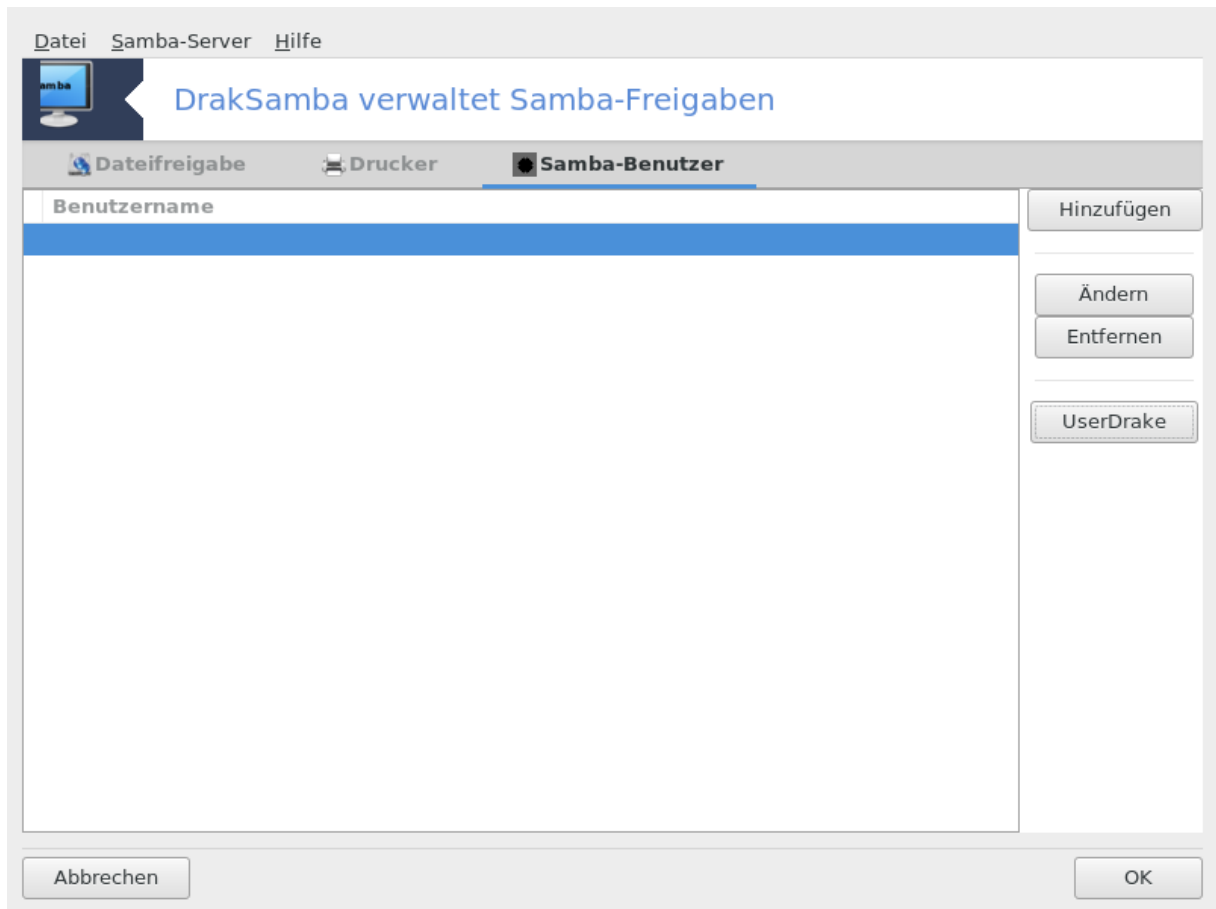 Datei Samba-Server Hilfe
amba
DrakSamba verwaltet Samba-Freigaben
Dateifreigabe Drucker Samba-Benutzer
Benutzername
Hinzufügen
Ändern
Entfernen
UserDrake
Abbrechen OK